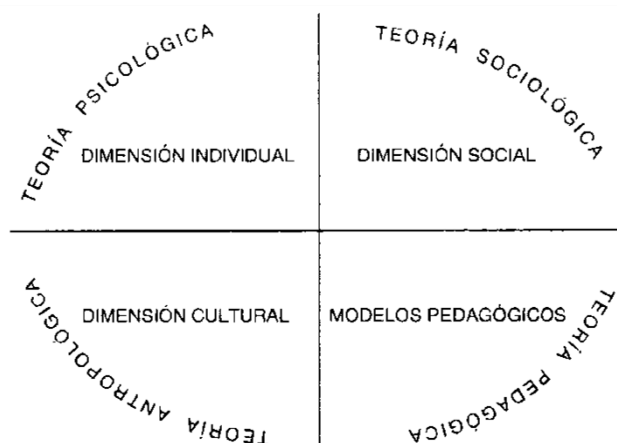 TEORÍA PSICOLÓGICA
TEORÍA SOCIOLÓGICA
DIMENSIÓN INDIVIDUAL
DIMENSIÓN SOCIAL
DIMENSIÓN CULTURAL
MODELOS PEDAGÓGICOS
TEORÍA ANTROPOLÓGICA
TEORÍA PEDAGÓGICA